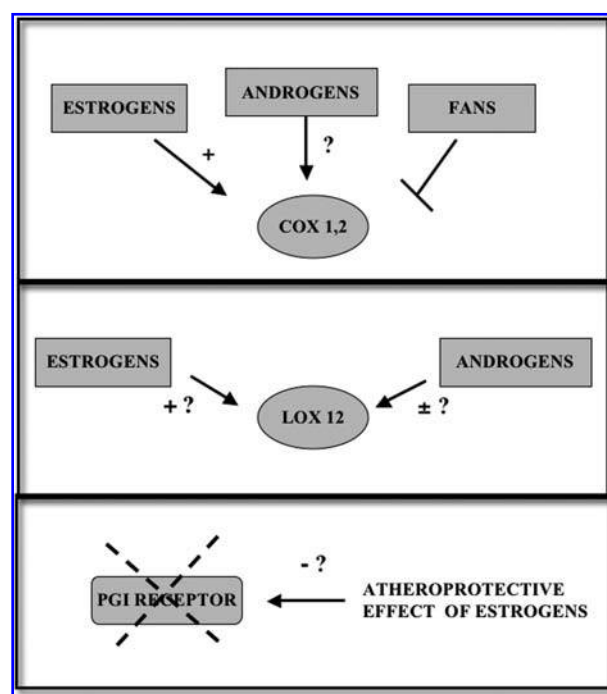 ESTROGENS
ANDROGENS
FANS
+
?
COX 1,2
ESTROGENS
ANDROGENS
+ ?
LOX 12
± ?
- ?
PGI RECEPTOR
ATHEROPROTECTIVE
EFFECT OF ESTROGENS